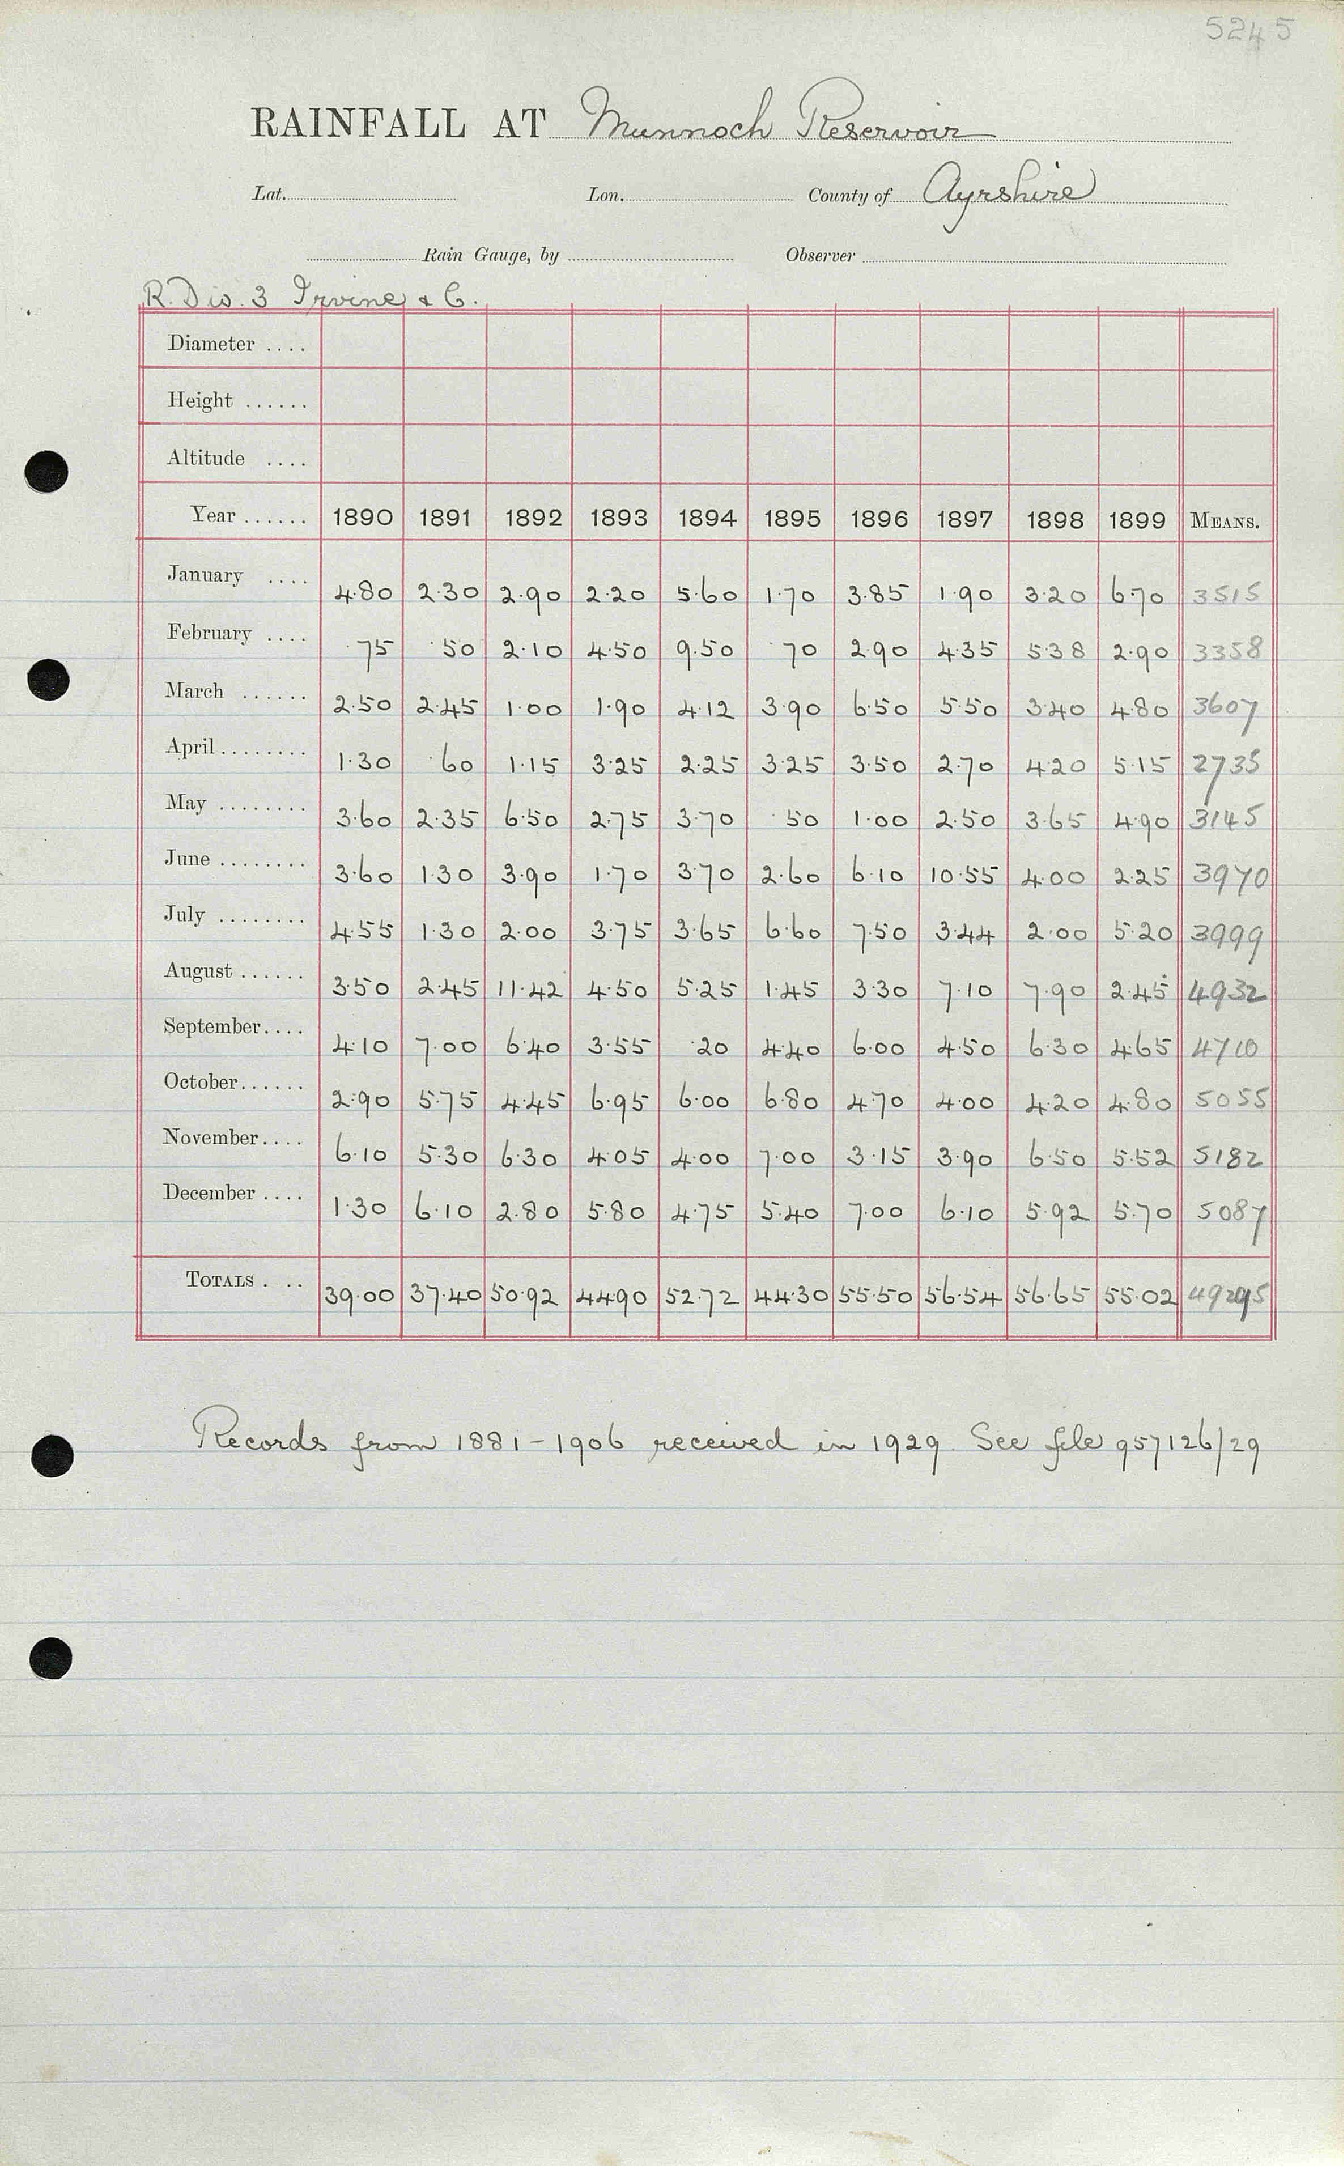 5245
RAINFALL AT Munnoch Reservoir
Lat. Lon. County of Ayrshire
Rain Gauge, by Observer
R. Div. 3 Irvine & C.
Diameter ....
Height ......
Altitude ....
Year ...... 1890 1891 1892 1893 1894 1895 1896 1897 1898 1899 MEANS.
January .... 4.80 2.30 2.90 2.20 5.60 1.70 3.85 1.90 3.20 6.70 3515
February .... .75 .50 2.10 4.50 9.50 .70 2.90 4.35 5.38 2.90 3358
March ...... 2.50 2.45 1.00 1.90 4.12 3.90 6.50 5.50 3.40 4.80 3607
April ........ 1.30 .60 1.15 3.25 2.25 3.25 3.50 2.70 4.20 5.15 2735
May ........ 3.60 2.35 6.50 2.75 3.70 .50 1.00 2.50 3.65 4.90 3145
June ........ 3.60 1.30 3.90 1.70 3.70 2.60 6.10 10.55 4.00 2.25 3970
July ........ 4.55 1.30 2.00 3.75 3.65 6.60 7.50 3.44 2.00 5.20 3999
August ...... 3.50 2.45 11.42 4.50 5.25 1.45 3.30 7.10 7.90 2.45 4932
September .... 4.10 7.00 6.40 3.55 .20 4.40 6.00 4.50 6.30 4.65 4710
October ...... 2.90 5.75 4.45 6.95 6.00 6.80 4.70 4.00 4.20 4.80 5055
November .... 6.10 5.30 6.30 4.05 4.00 7.00 3.15 3.90 6.50 5.52 5182
December .... 1.30 6.10 2.80 5.80 4.75 5.40 7.00 6.10 5.92 5.70 5087
TOTALS . .. 39.00 37.40 50.92 44.90 52.72 44.30 55.50 56.54 56.65 55.02 49295
Records from 1881-1906 received in 1929. See file 957126/29